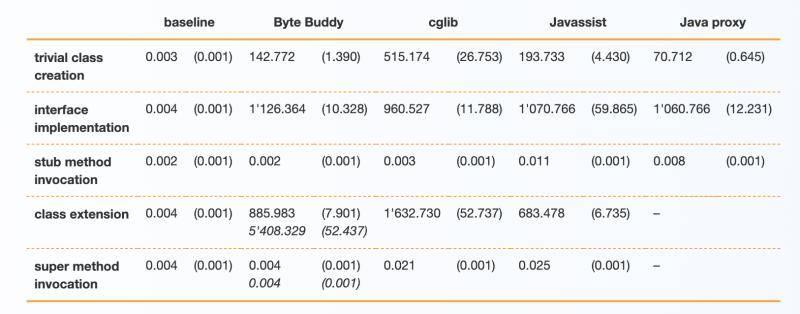 baseline Byte Buddy cglib Javassist Java proxy
trivial class 0.003 (0.001) 142.772 (1.390) 515.174 (26.753) 193.733 (4.430) 70.712 (0.645)
creation
interface 0.004 (0.001) 1'126.364 (10.328) 960.527 (11.788) 1'070.766 (59.865) 1'060.766 (12.231)
implementation
stub method 0.002 (0.001) 0.002 (0.001) 0.003 (0.001) 0.011 (0.001) 0.008 (0.001)
invocation
class extension 0.004 (0.001) 885.983 (7.901) 1'632.730 (52.737) 683.478 (6.735) –
5'408.329 (52.437)
super method 0.004 (0.001) 0.004 (0.001) 0.021 (0.001) 0.025 (0.001) –
invocation 0.004 (0.001)